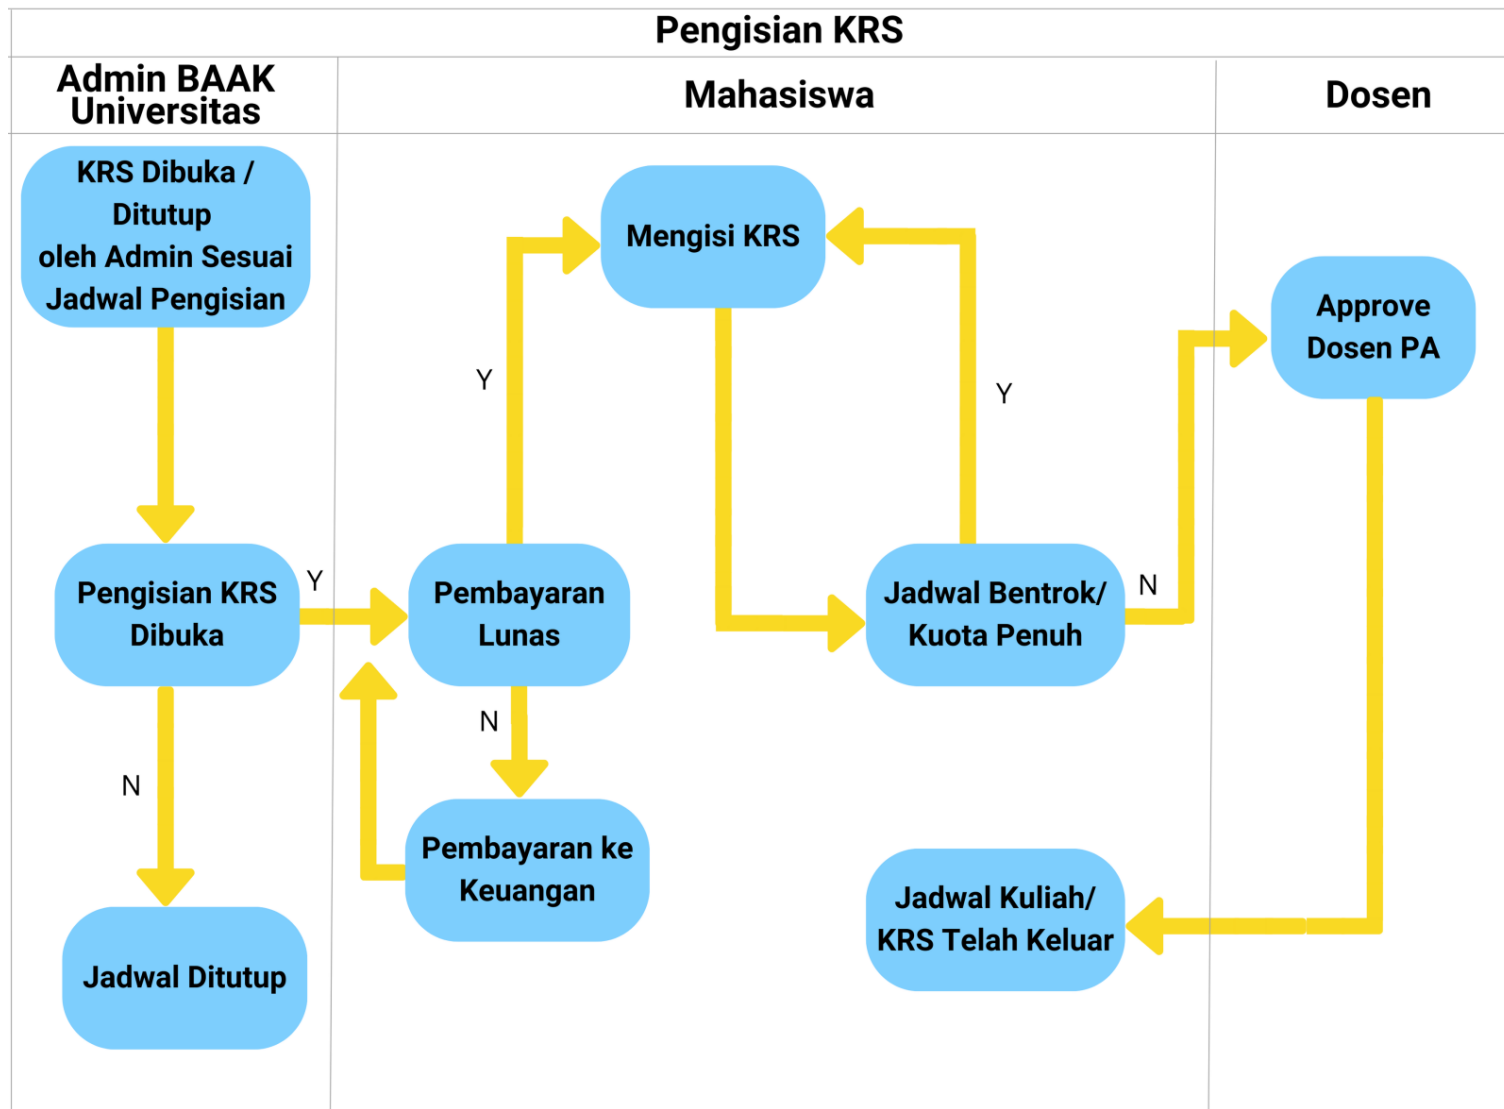 Pengisian KRS
Admin BAAK
Universitas
Mahasiswa
Dosen
KRS Dibuka /
Ditutup
oleh Admin Sesuai
Jadwal Pengisian
Mengisi KRS
Approve
Dosen PA
Y
Y
Pengisian KRS
Dibuka
Y
Pembayaran
Lunas
Jadwal Bentrok/
Kuota Penuh
N
N
N
Pembayaran ke
Keuangan
Jadwal Kuliah/
KRS Telah Keluar
Jadwal Ditutup